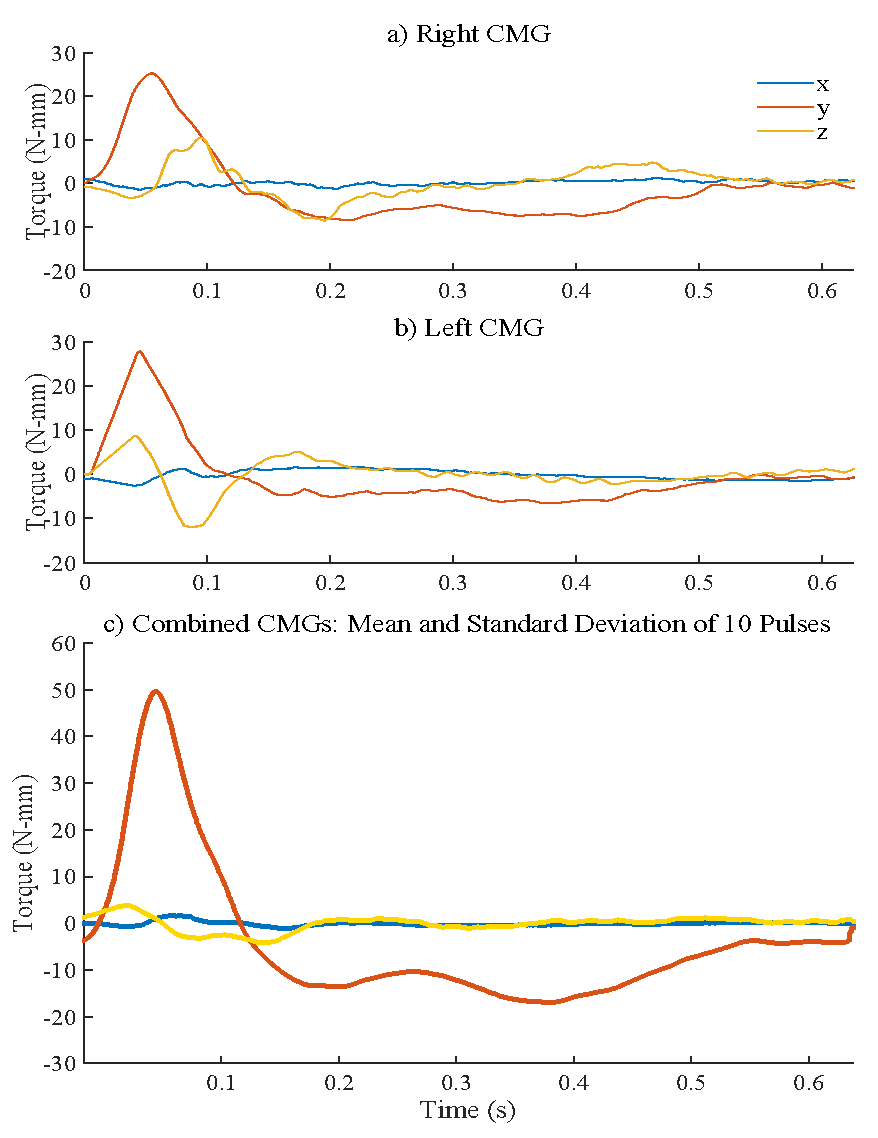 a) Right CMG
30
20
10
0
-10
-20
Torque (N-mm)
x
y
z
0 0.1 0.2 0.3 0.4 0.5 0.6
b) Left CMG
30
20
10
0
-10
-20
Torque (N-mm)
0 0.1 0.2 0.3 0.4 0.5 0.6
c) Combined CMGs: Mean and Standard Deviation of 10 Pulses
60
50
40
30
20
10
0
-10
-20
-30
Torque (N-mm)
0.1 0.2 0.3 0.4 0.5 0.6
Time (s)